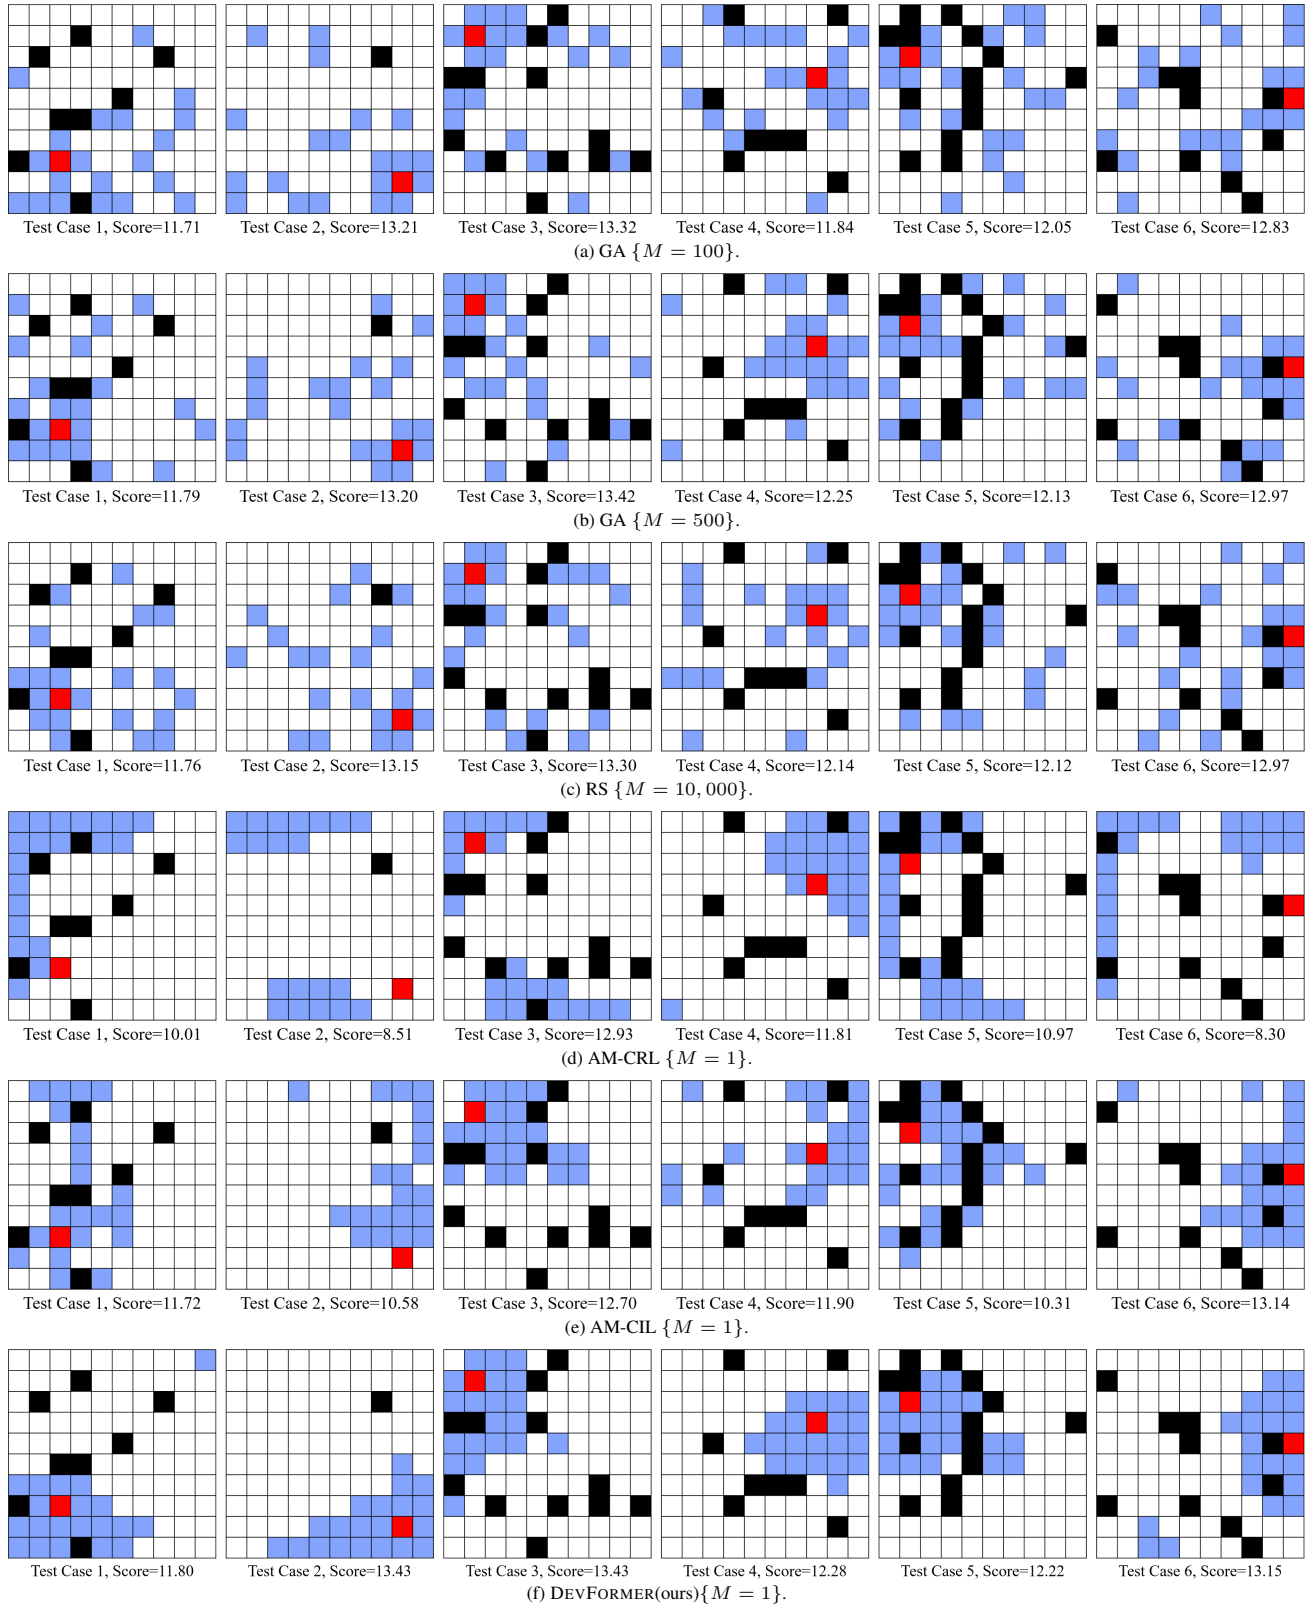 Test Case 1, Score=11.71 Test Case 2, Score=13.21 Test Case 3, Score=13.32 Test Case 4, Score=11.84 Test Case 5, Score=12.05 Test Case 6, Score=12.83
(a) GA {M = 100}.
Test Case 1, Score=11.79 Test Case 2, Score=13.20 Test Case 3, Score=13.42 Test Case 4, Score=12.25 Test Case 5, Score=12.13 Test Case 6, Score=12.97
(b) GA {M = 500}.
Test Case 1, Score=11.76 Test Case 2, Score=13.15 Test Case 3, Score=13.30 Test Case 4, Score=12.14 Test Case 5, Score=12.12 Test Case 6, Score=12.97
(c) RS {M = 10, 000}.
Test Case 1, Score=10.01 Test Case 2, Score=8.51 Test Case 3, Score=12.93 Test Case 4, Score=11.81 Test Case 5, Score=10.97 Test Case 6, Score=8.30
(d) AM-CRL {M = 1}.
Test Case 1, Score=11.72 Test Case 2, Score=10.58 Test Case 3, Score=12.70 Test Case 4, Score=11.90 Test Case 5, Score=10.31 Test Case 6, Score=13.14
(e) AM-CIL {M = 1}.
Test Case 1, Score=11.80 Test Case 2, Score=13.43 Test Case 3, Score=13.43 Test Case 4, Score=12.28 Test Case 5, Score=12.22 Test Case 6, Score=13.15
(f) DEVFORMER(ours){M = 1}.